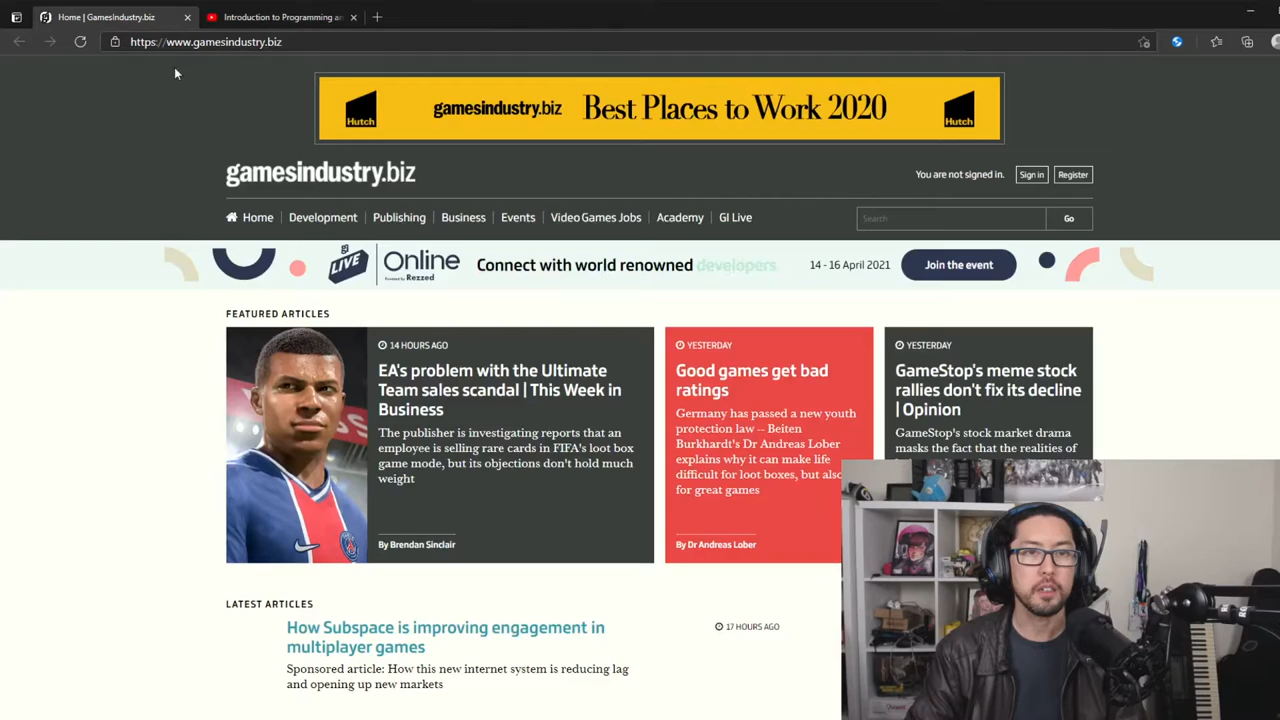 Home | GamesIndustry.biz
Introduction to Programming an
https://www.gamesindustry.biz
Hutch
gamesindustry.biz Best Places to Work 2020
Hutch
gamesindustry.biz
You are not signed in. Sign in Register
Home Development Publishing Business Events Video Games Jobs Academy GI Live
Search Go
GI LIVE Online
Powered by Rezzed
Connect with world renowned developers
14 - 16 April 2021
Join the event
FEATURED ARTICLES
14 HOURS AGO
EA's problem with the Ultimate
Team sales scandal | This Week in
Business
The publisher is investigating reports that an
employee is selling rare cards in FIFA's loot box
game mode, but its objections don't hold much
weight
By Brendan Sinclair
YESTERDAY
Good games get bad
ratings
Germany has passed a new youth
protection law -- Beiten
Burkhardt's Dr Andreas Lober
explains why it can make life
difficult for loot boxes, but also
for great games
By Dr Andreas Lober
YESTERDAY
GameStop's meme stock
rallies don't fix its decline
| Opinion
GameStop's stock market drama
masks the fact that the realities of
LATEST ARTICLES
How Subspace is improving engagement in
multiplayer games
17 HOURS AGO
Sponsored article: How this new internet system is reducing lag
and opening up new markets